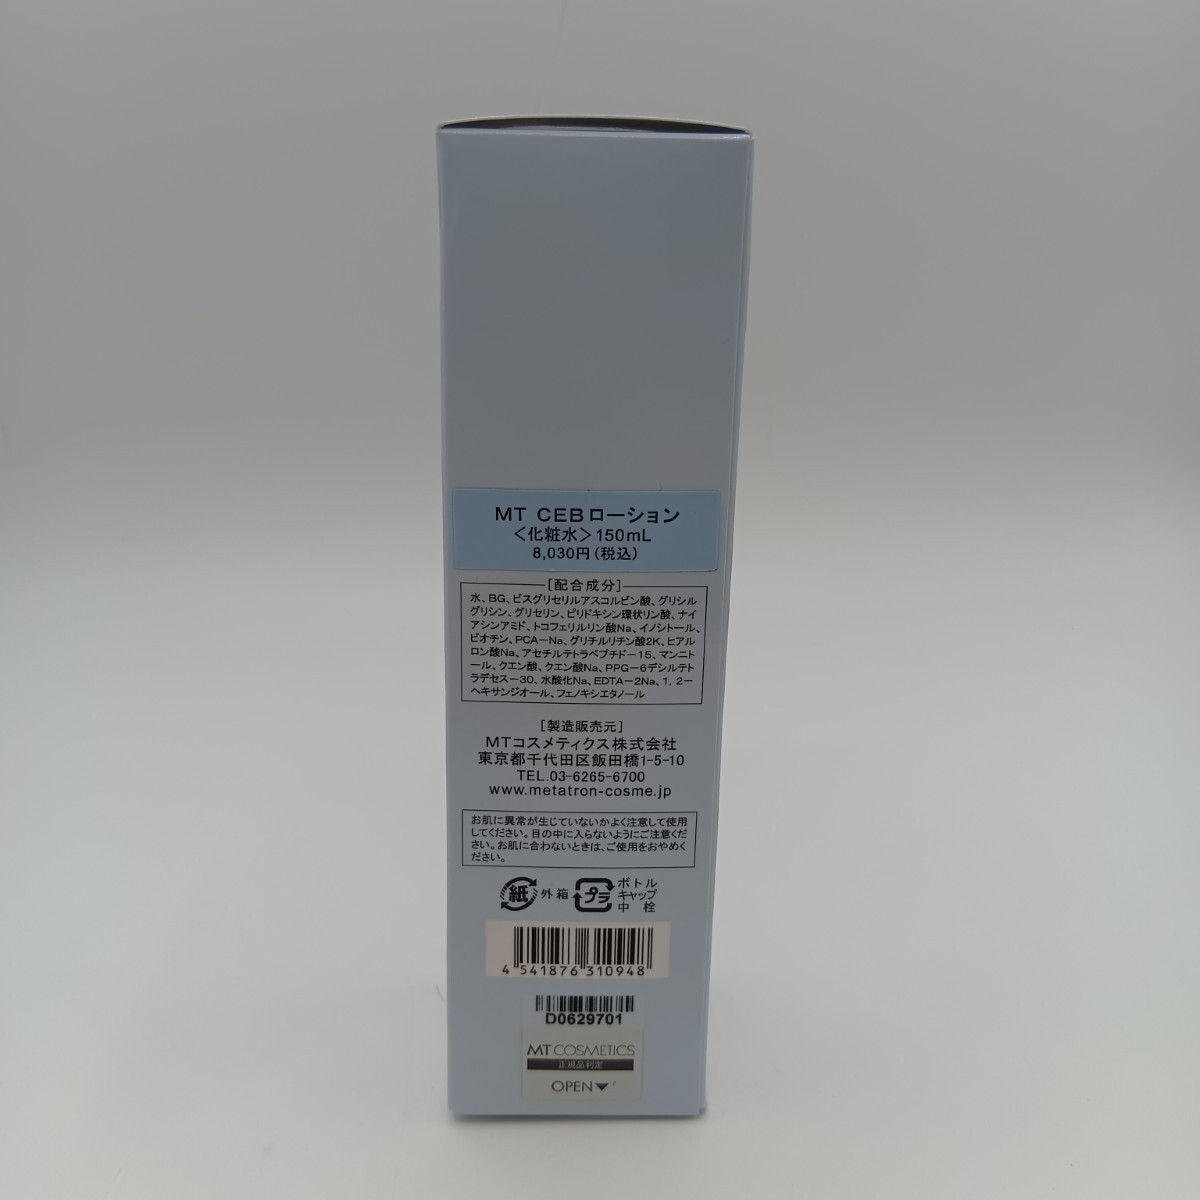 MT CEBローション
＜化粧水＞150mL
8,030円(税込)
［配合成分］
水、BG、ビスグリセリルアスコルビン酸、グリシル
グリシン、グリセリン、ピリドキシン環状リン酸、ナイ
アシンアミド、トコフェリルリン酸Na、イノシトール、
ビオチン、PCA－Na、グリチルリチン酸2K、ヒアル
ロン酸Na、アセチルテトラペプチド－15、マンニ
トール、クエン酸、クエン酸Na、PPG－6デシルテト
ラデセス－30、水酸化Na、EDTA－2Na、1，2－
ヘキサンジオール、フェノキシエタノール
［製造販売元］
MTコスメティクス株式会社
東京都千代田区飯田橋1-5-10
TEL.03-6265-6700
www.metatron-cosme.jp
お肌に異常が生じていないかよく注意して使用
してください。目の中に入らないようにご注意くだ
さい。お肌に合わないときは、ご使用をおやめく
ださい。
紙 外箱 プラ ボトル
キャップ
中栓
4 541876 310948
D0629701
MT COSMETICS
正規品判定
OPEN▼